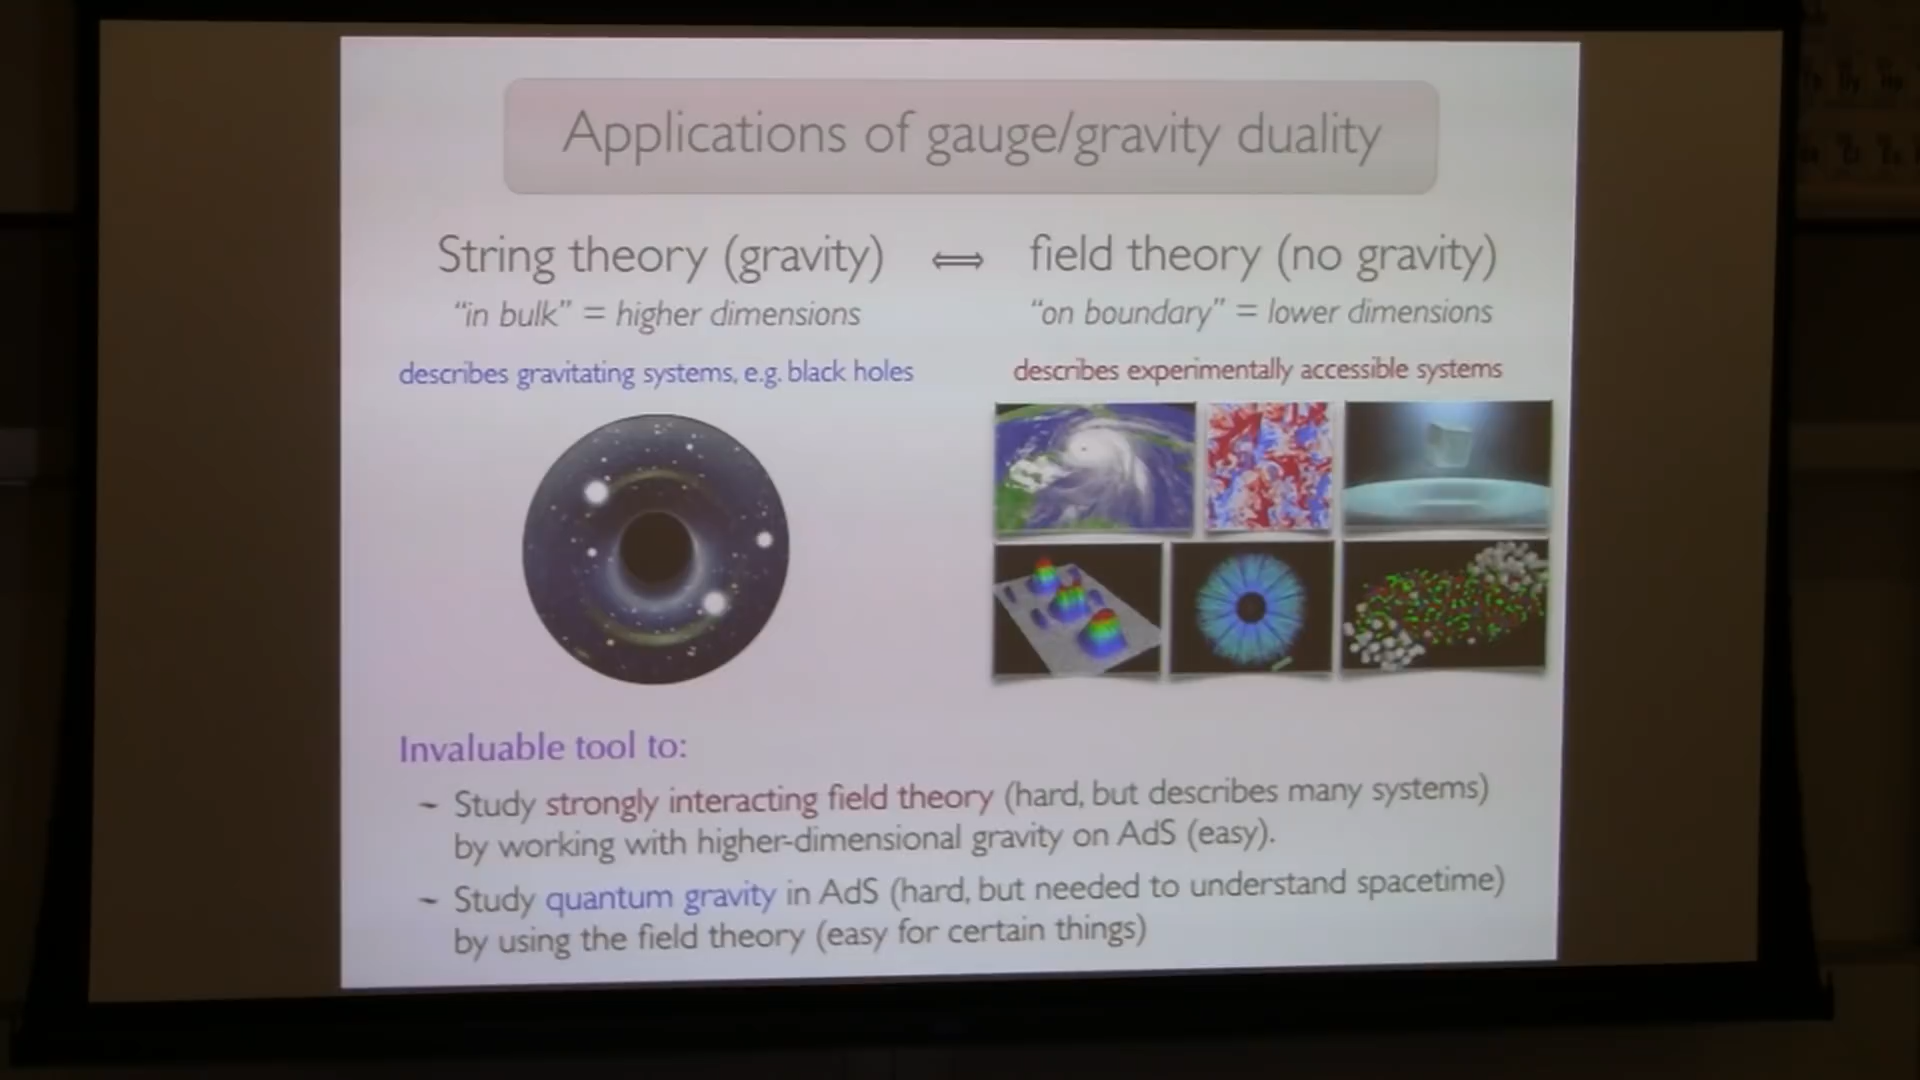 Applications of gauge/gravity duality
String theory (gravity) ⟺ field theory (no gravity)
“in bulk” = higher dimensions
“on boundary” = lower dimensions
describes gravitating systems, e.g. black holes
describes experimentally accessible systems
Invaluable tool to:
~ Study strongly interacting field theory (hard, but describes many systems)
by working with higher-dimensional gravity on AdS (easy).
~ Study quantum gravity in AdS (hard, but needed to understand spacetime)
by using the field theory (easy for certain things)